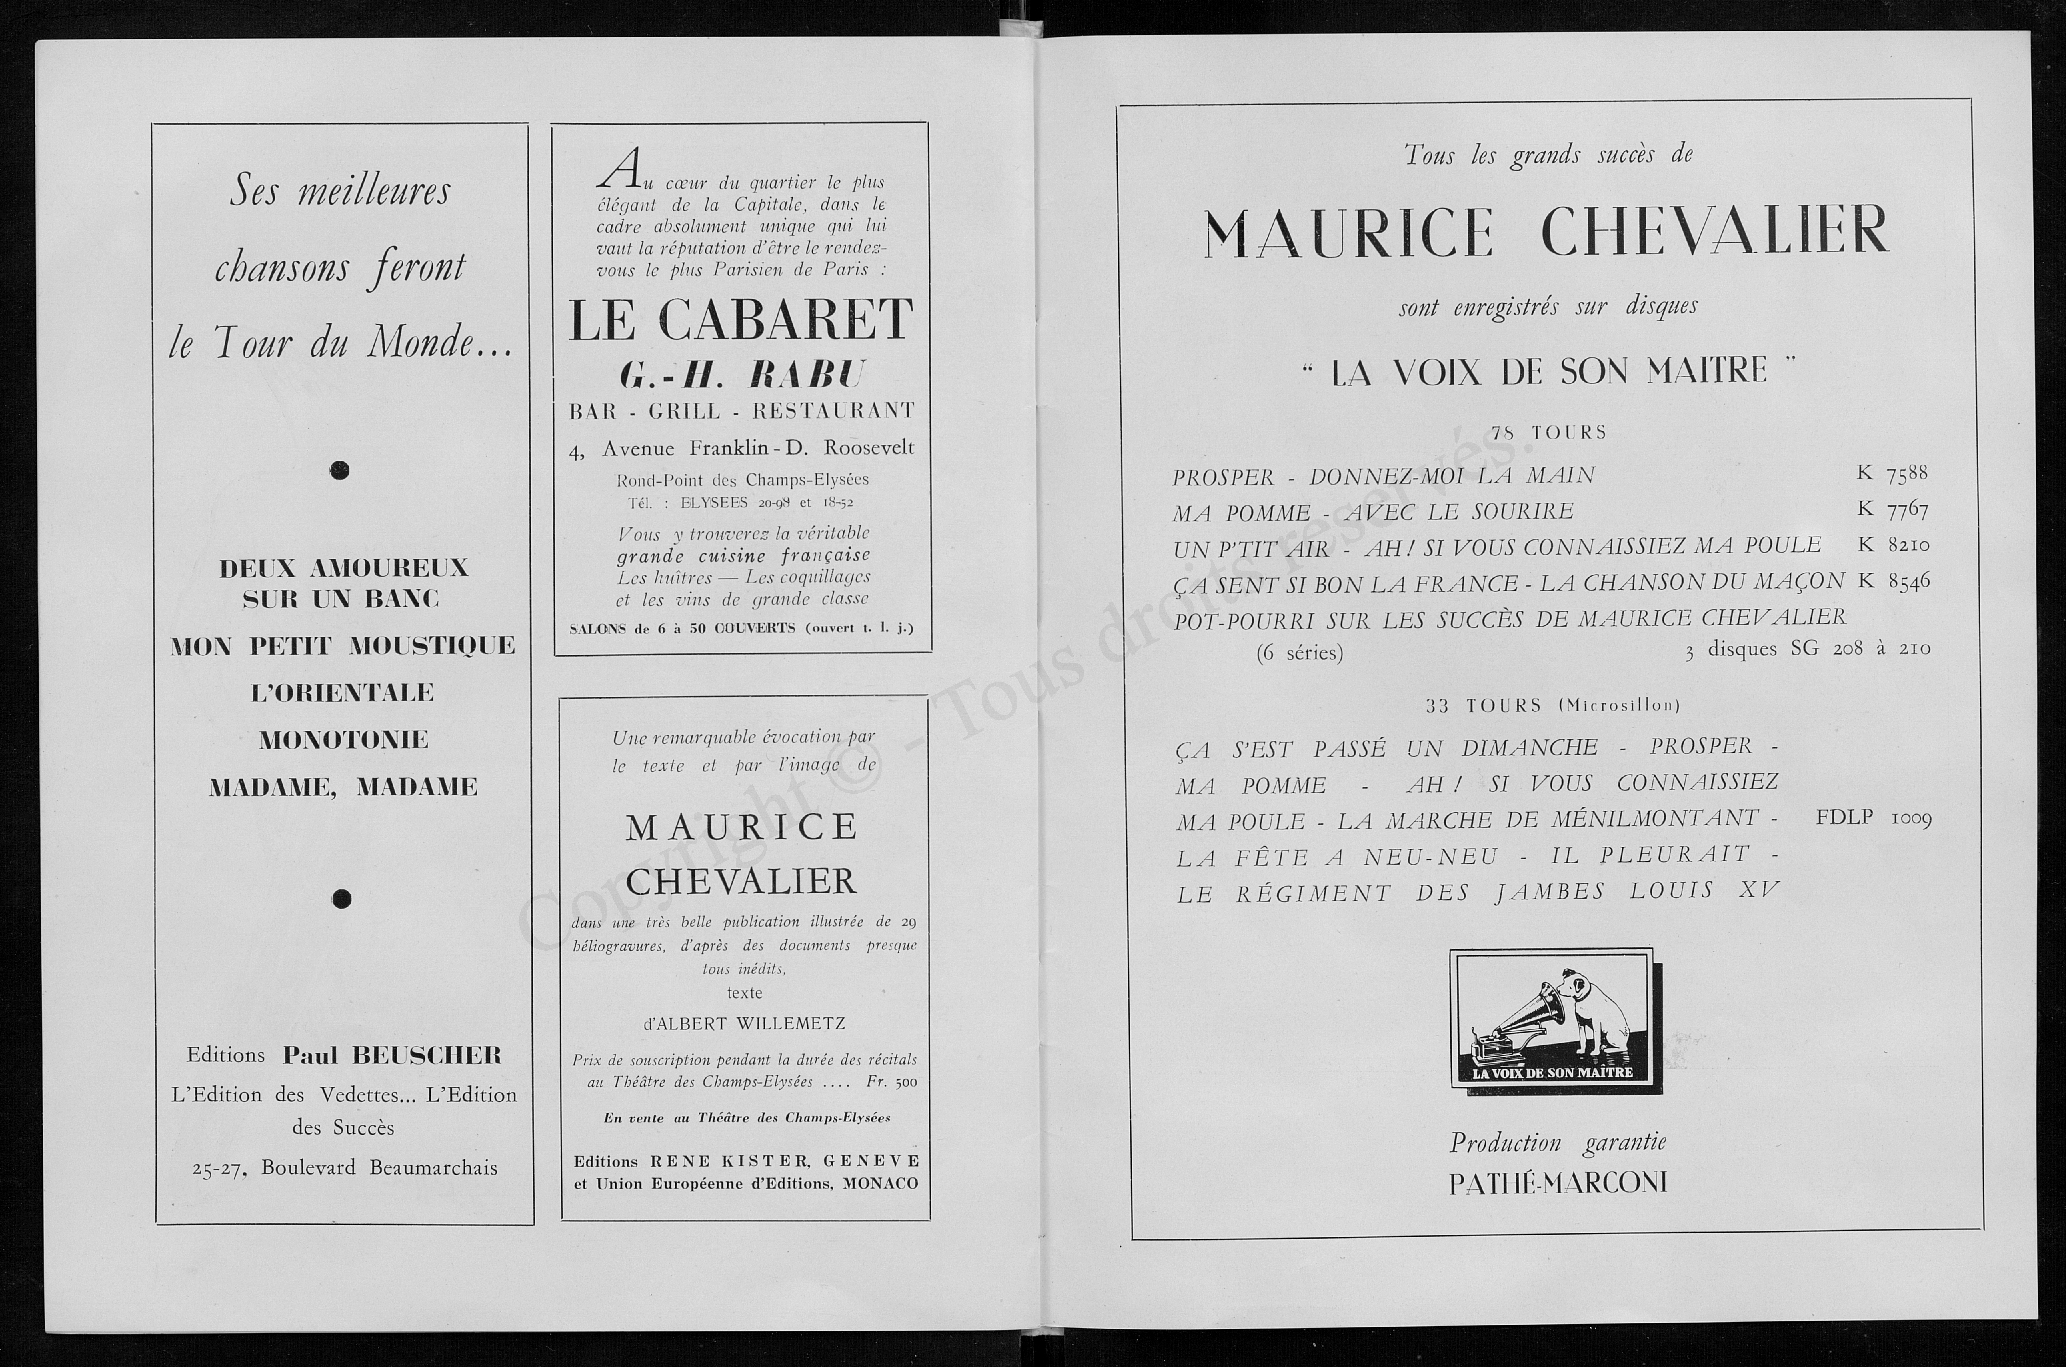 Ses meilleures
chansons feront
le Tour du Monde...
DEUX AMOUREUX
SUR UN BANC
MON PETIT MOUSTIQUE
L'ORIENTALE
MONOTONIE
MADAME, MADAME
Editions Paul BEUSCHER
L'Edition des Vedettes... L'Edition
des Succès
25-27, Boulevard Beaumarchais
Au cœur du quartier le plus
élégant de la Capitale, dans le
cadre absolument unique qui lui
vaut la réputation d'être le rendez-
vous le plus Parisien de Paris :
LE CABARET
G.-H. RABU
BAR - GRILL - RESTAURANT
4, Avenue Franklin-D. Roosevelt
Rond-Point des Champs-Elysées
Tél. : ELYSEES 20-98 et 18-52
Vous y trouverez la véritable
grande cuisine française
Les huîtres — Les coquillages
et les vins de grande classe
SALONS de 6 à 50 COUVERTS (ouvert t. l. j.)
Une remarquable évocation par
le texte et par l'image de
MAURICE
CHEVALIER
dans une très belle publication illustrée de 29
héliogravures, d'après des documents presque
tous inédits,
texte
d'ALBERT WILLEMETZ
Prix de souscription pendant la durée des récitals
au Théâtre des Champs-Elysées .... Fr. 500
En vente au Théâtre des Champs-Elysées
Editions RENE KISTER, GENEVE
et Union Européenne d'Editions, MONACO
Tous les grands succès de
MAURICE CHEVALIER
sont enregistrés sur disques
“ LA VOIX DE SON MAITRE ”
78 TOURS
PROSPER - DONNEZ-MOI LA MAIN K 7588
MA POMME - AVEC LE SOURIRE K 7767
UN P'TIT AIR - AH! SI VOUS CONNAISSIEZ MA POULE K 8210
ÇA SENT SI BON LA FRANCE - LA CHANSON DU MAÇON K 8546
POT-POURRI SUR LES SUCCÈS DE MAURICE CHEVALIER
(6 séries) 3 disques SG 208 à 210
33 TOURS (Microsillon)
ÇA S'EST PASSÉ UN DIMANCHE - PROSPER -
MA POMME - AH! SI VOUS CONNAISSIEZ
MA POULE - LA MARCHE DE MÉNILMONTANT - FDLP 1009
LA FÊTE A NEU-NEU - IL PLEURAIT -
LE RÉGIMENT DES JAMBES LOUIS XV
LA VOIX DE SON MAÎTRE
Production garantie
PATHÉ-MARCONI
Copyright © - Tous droits réservés.